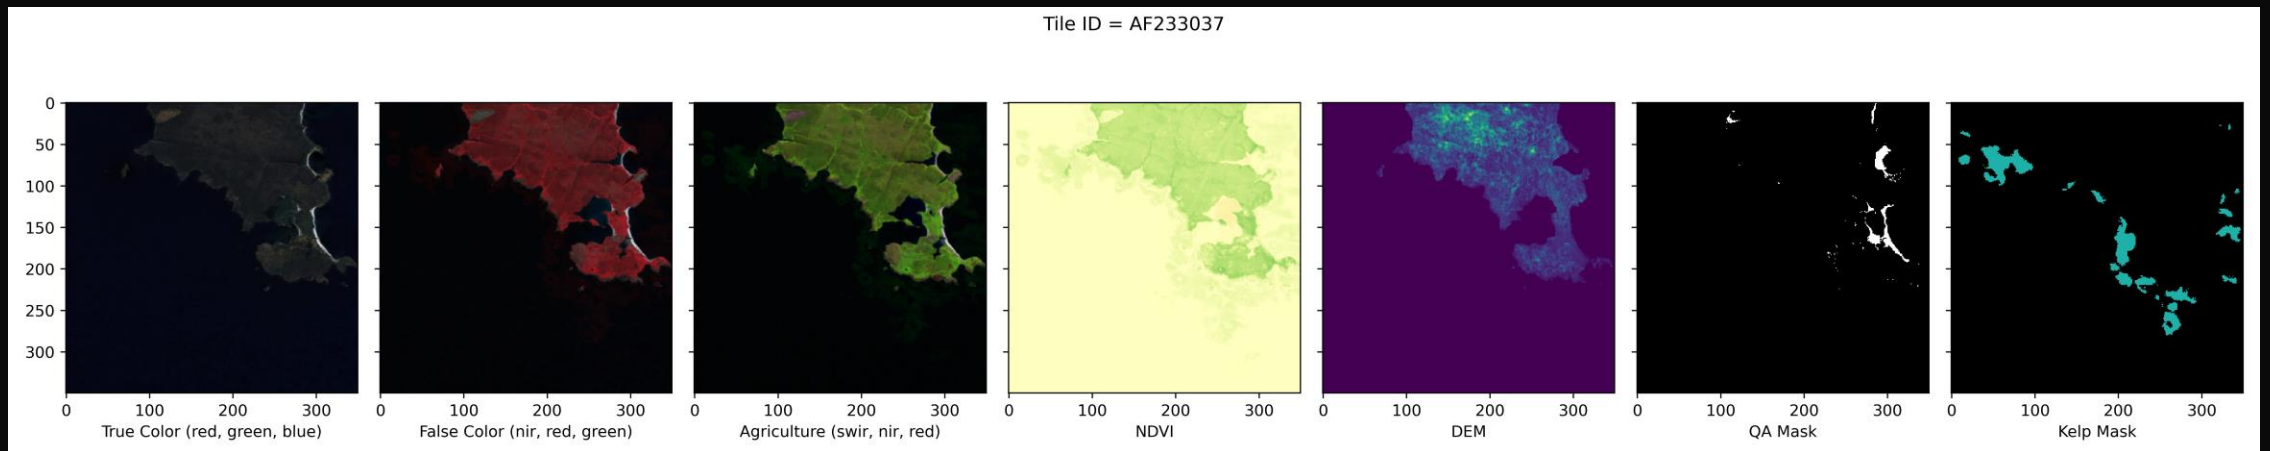 Tile ID = AF233037
0
50
100
150
200
250
300
0 100 200 300
0 100 200 300
0 100 200 300
0 100 200 300
0 100 200 300
0 100 200 300
0 100 200 300
True Color (red, green, blue)
False Color (nir, red, green)
Agriculture (swir, nir, red)
NDVI
DEM
QA Mask
Kelp Mask